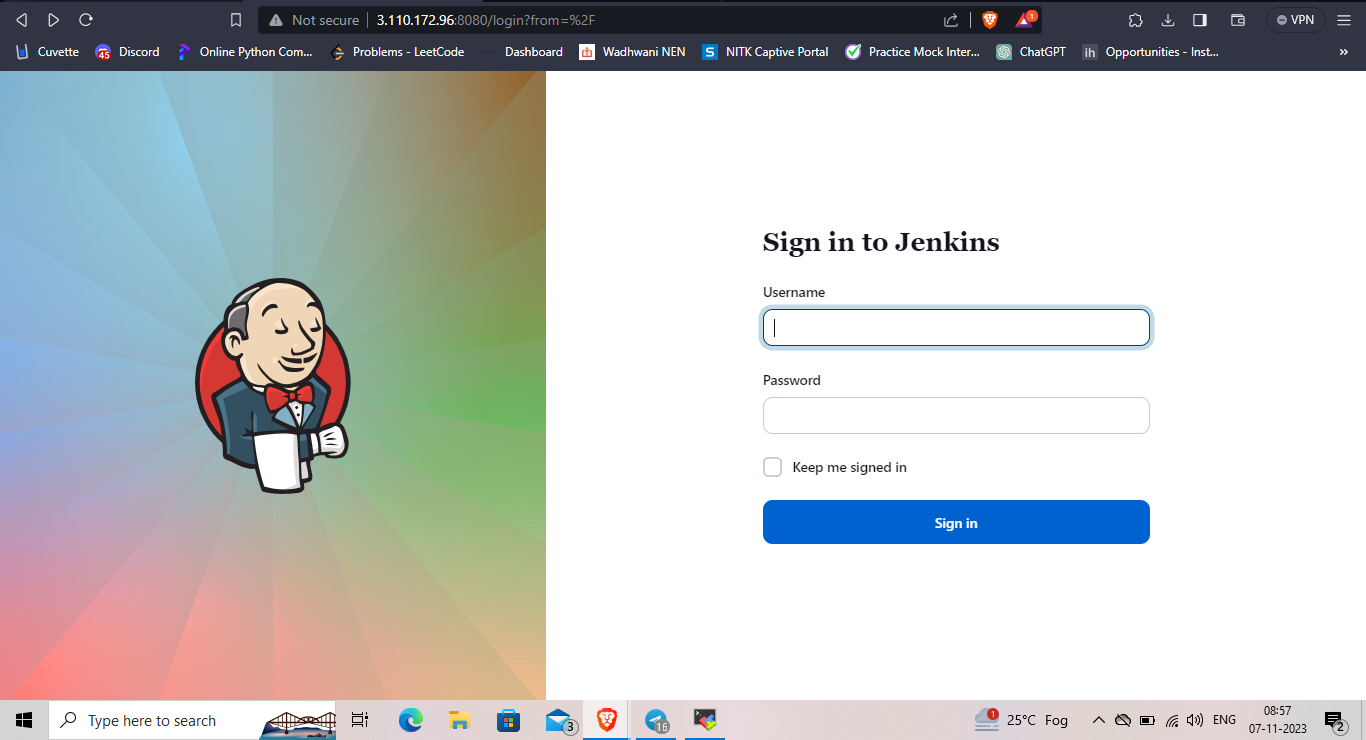 Not secure 3.110.172.96:8080/login?from=%2F 1 VPN
Cuvette 45 Discord Online Python Com... Problems - LeetCode Dashboard Wadhwani NEN S NITK Captive Portal Practice Mock Inter... ChatGPT ih Opportunities - Inst... »
Sign in to Jenkins
Username
Password
Keep me signed in
Sign in
Type here to search 3 16 1 25°C Fog ENG 08:57 2
07-11-2023